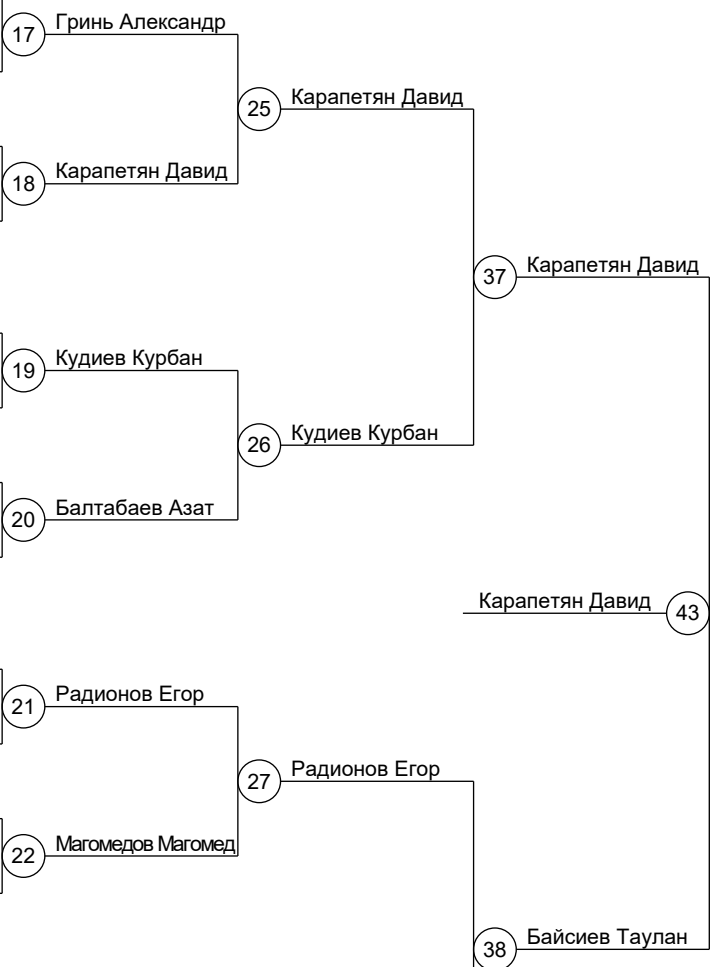 17 Гринь Александр
25 Карапетян Давид
18 Карапетян Давид
37 Карапетян Давид
19 Кудиев Курбан
26 Кудиев Курбан
20 Балтабаев Азат
Карапетян Давид 43
21 Радионов Егор
27 Радионов Егор
22 Магомедов Магомед
38 Байсиев Таулан